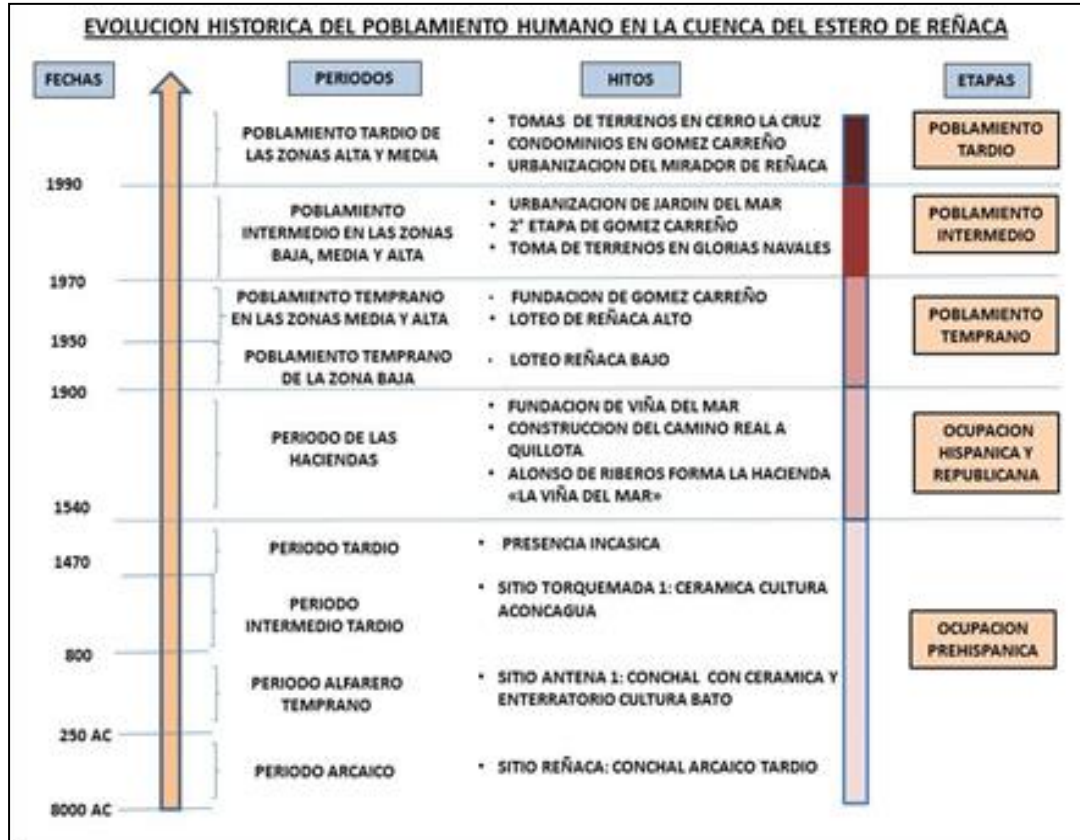 EVOLUCION HISTORICA DEL POBLAMIENTO HUMANO EN LA CUENCA DEL ESTERO DE REÑACA
FECHAS
PERIODOS
HITOS
ETAPAS
POBLAMIENTO TARDIO DE
LAS ZONAS ALTA Y MEDIA
• TOMAS DE TERRENOS EN CERRO LA CRUZ
• CONDOMINIOS EN GOMEZ CARREÑO
• URBANIZACION DEL MIRADOR DE REÑACA
POBLAMIENTO
TARDIO
1990
POBLAMIENTO
INTERMEDIO EN LAS ZONAS
BAJA, MEDIA Y ALTA
• URBANIZACION DE JARDIN DEL MAR
• 2° ETAPA DE GOMEZ CARREÑO
• TOMA DE TERRENOS EN GLORIAS NAVALES
POBLAMIENTO
INTERMEDIO
1970
POBLAMIENTO TEMPRANO
EN LAS ZONAS MEDIA Y ALTA
• FUNDACION DE GOMEZ CARREÑO
• LOTEO DE REÑACA ALTO
POBLAMIENTO
TEMPRANO
1950
POBLAMIENTO TEMPRANO
DE LA ZONA BAJA
• LOTEO REÑACA BAJO
1900
PERIODO DE LAS
HACIENDAS
• FUNDACION DE VIÑA DEL MAR
• CONSTRUCCION DEL CAMINO REAL A
QUILLOTA
• ALONSO DE RIBEROS FORMA LA HACIENDA
«LA VIÑA DEL MAR»
OCUPACION
HISPANICA Y
REPUBLICANA
1540
PERIODO TARDIO
• PRESENCIA INCASICA
1470
PERIODO
INTERMEDIO TARDIO
• SITIO TORQUEMADA 1: CERAMICA CULTURA
ACONCAGUA
OCUPACION
PREHISPANICA
800
PERIODO ALFARERO
TEMPRANO
• SITIO ANTENA 1: CONCHAL CON CERAMICA Y
ENTERRATORIO CULTURA BATO
250 AC
PERIODO ARCAICO
• SITIO REÑACA: CONCHAL ARCAICO TARDIO
8000 AC